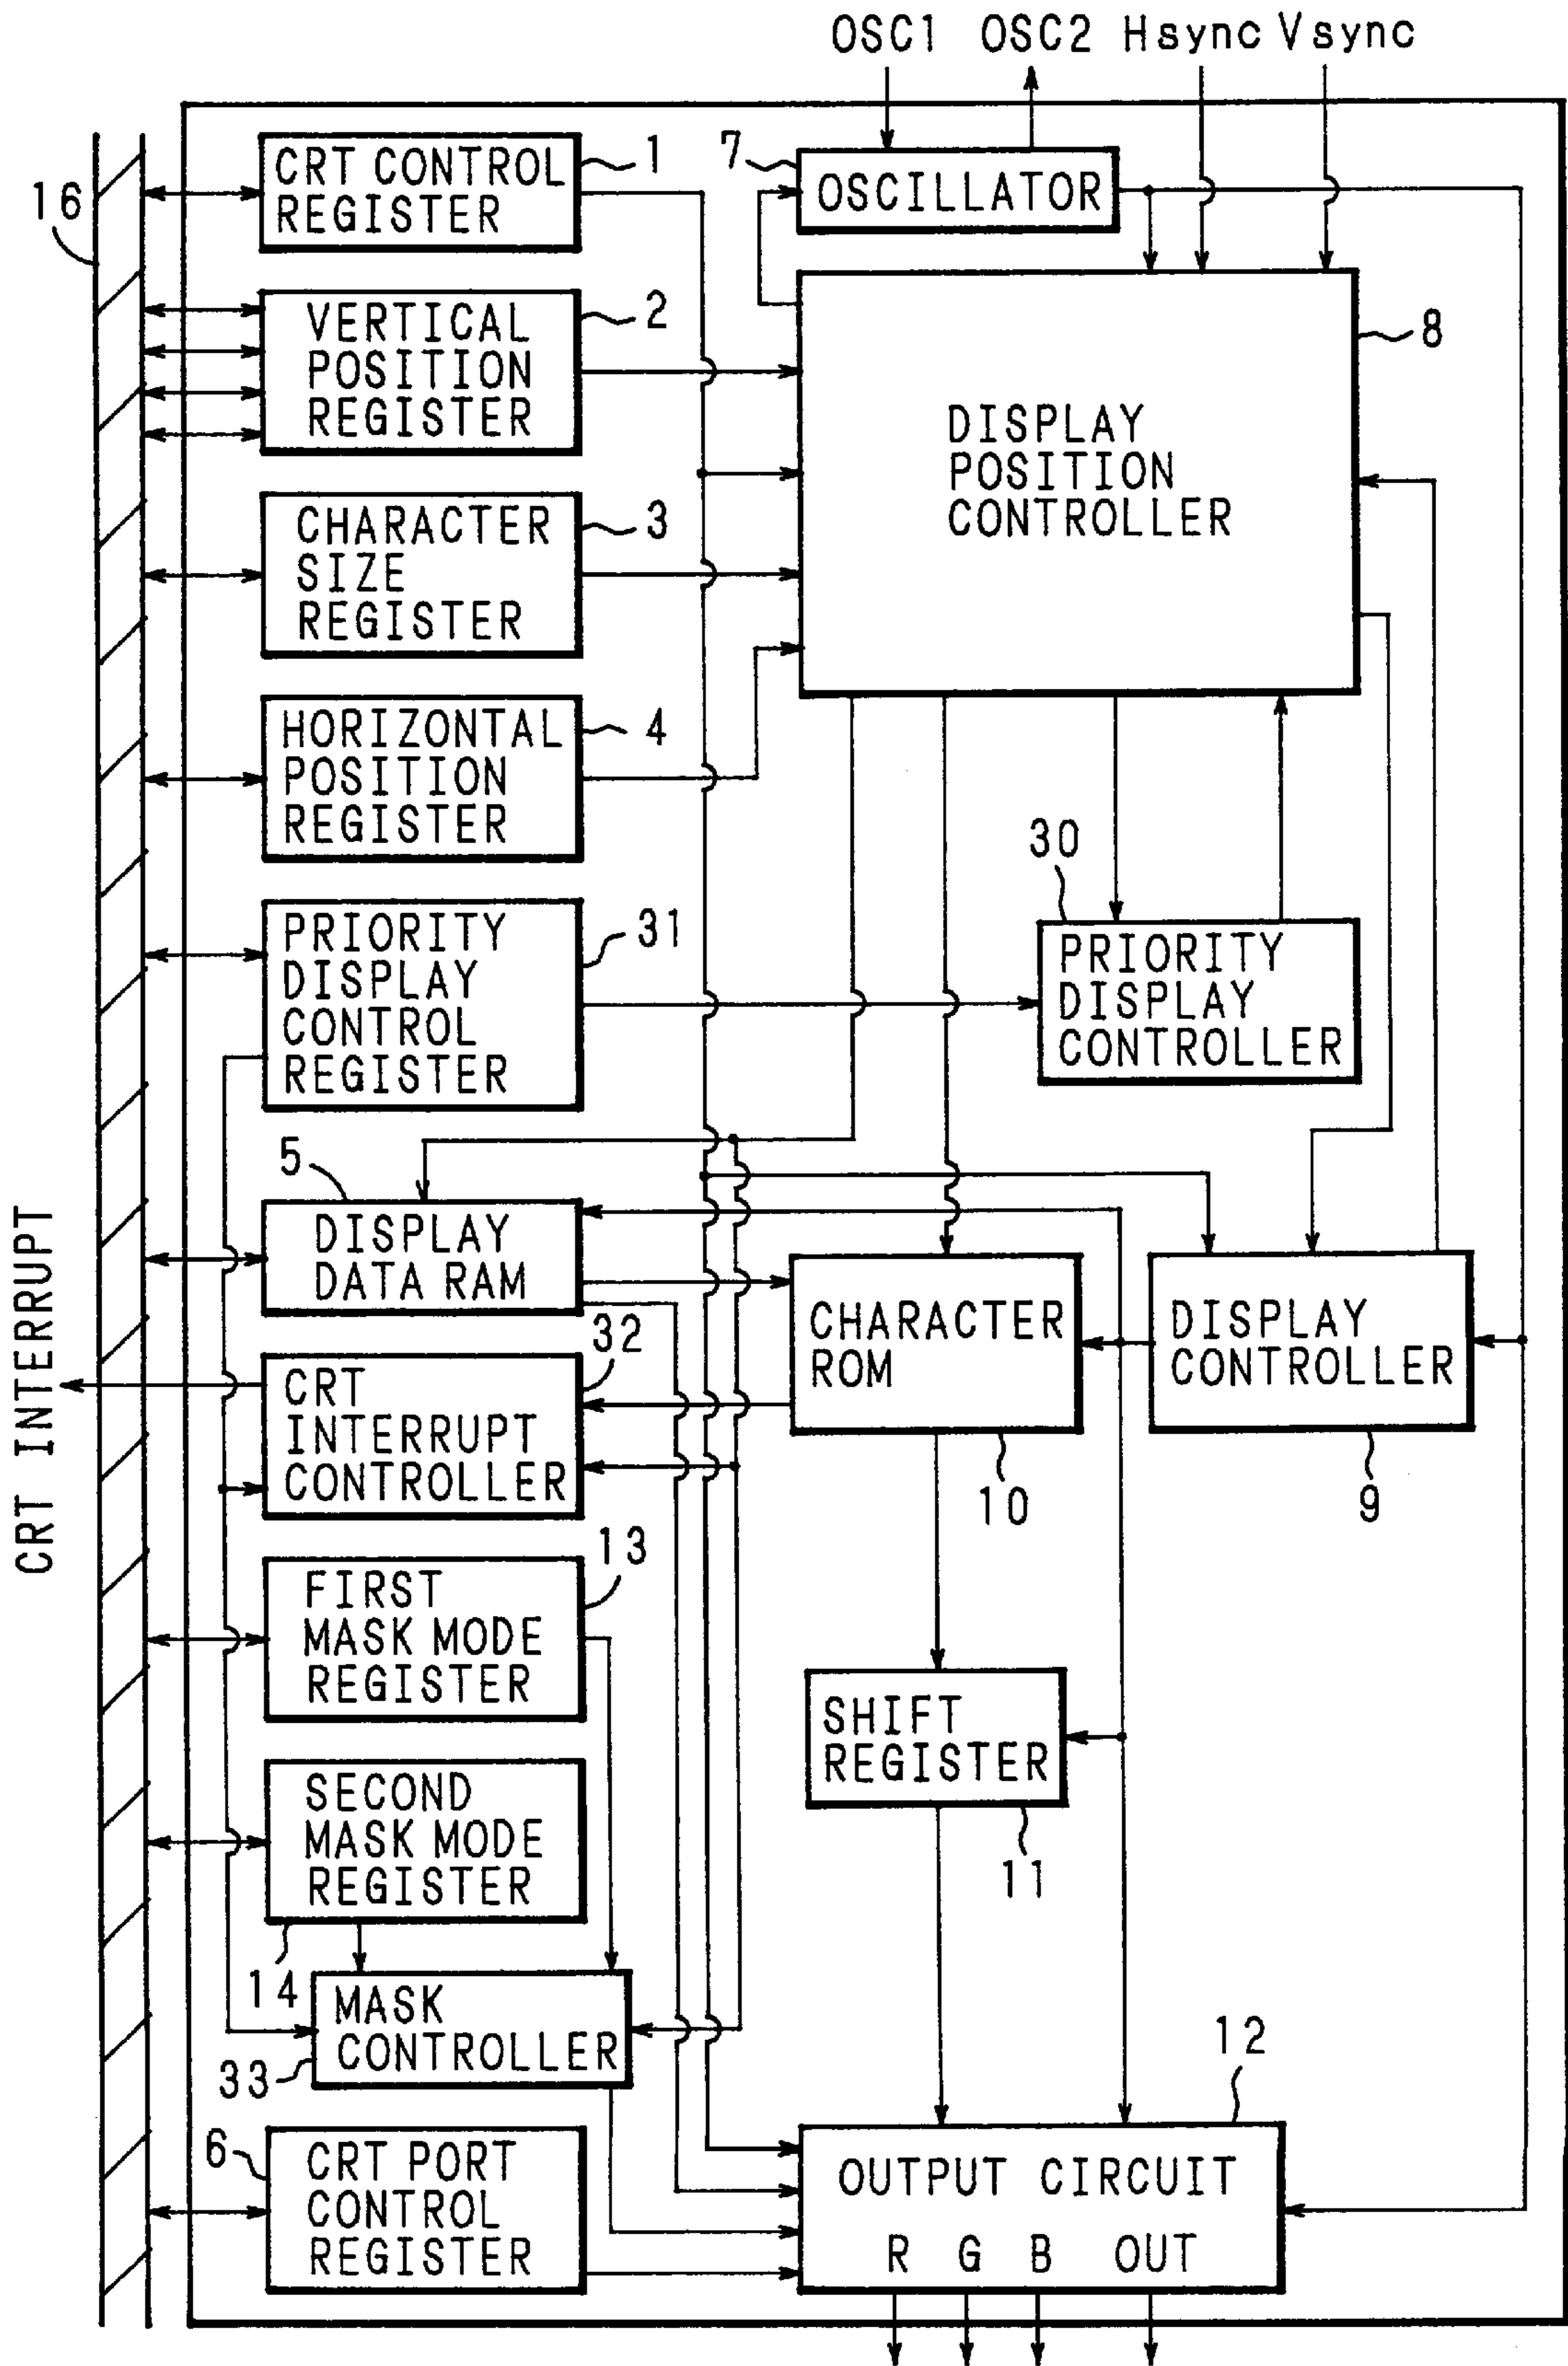 OSC1 OSC2 Hsync Vsync
16
CRT CONTROL
REGISTER
1
7
OSCILLATOR
VERTICAL
POSITION
REGISTER
2
8
DISPLAY
POSITION
CONTROLLER
CHARACTER
SIZE
REGISTER
3
HORIZONTAL
POSITION
REGISTER
4
30
PRIORITY
DISPLAY
CONTROL
REGISTER
31
PRIORITY
DISPLAY
CONTROLLER
5
DISPLAY
DATA RAM
CHARACTER
ROM
10
DISPLAY
CONTROLLER
9
CRT INTERRUPT
32
CRT
INTERRUPT
CONTROLLER
13
FIRST
MASK MODE
REGISTER
SHIFT
REGISTER
11
SECOND
MASK MODE
REGISTER
14
MASK
CONTROLLER
33
12
6
CRT PORT
CONTROL
REGISTER
OUTPUT CIRCUIT
R G B OUT